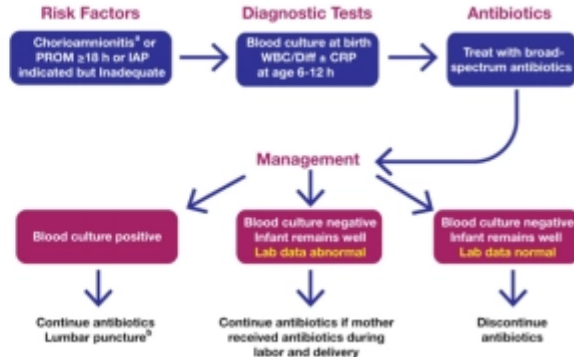 Risk Factors
Diagnostic Tests
Antibiotics
Chorioamnionitisᵃ or
PROM ≥18 h or IAP
indicated but Inadequate
Blood culture at birth
WBC/Diff ± CRP
at age 6-12 h
Treat with broad-
spectrum antibiotics
Management
Blood culture positive
Blood culture negative
Infant remains well
Lab data abnormal
Blood culture negative
Infant remains well
Lab data normal
Continue antibiotics
Lumbar punctureᵇ
Continue antibiotics if mother
received antibiotics during
labor and delivery
Discontinue
antibiotics